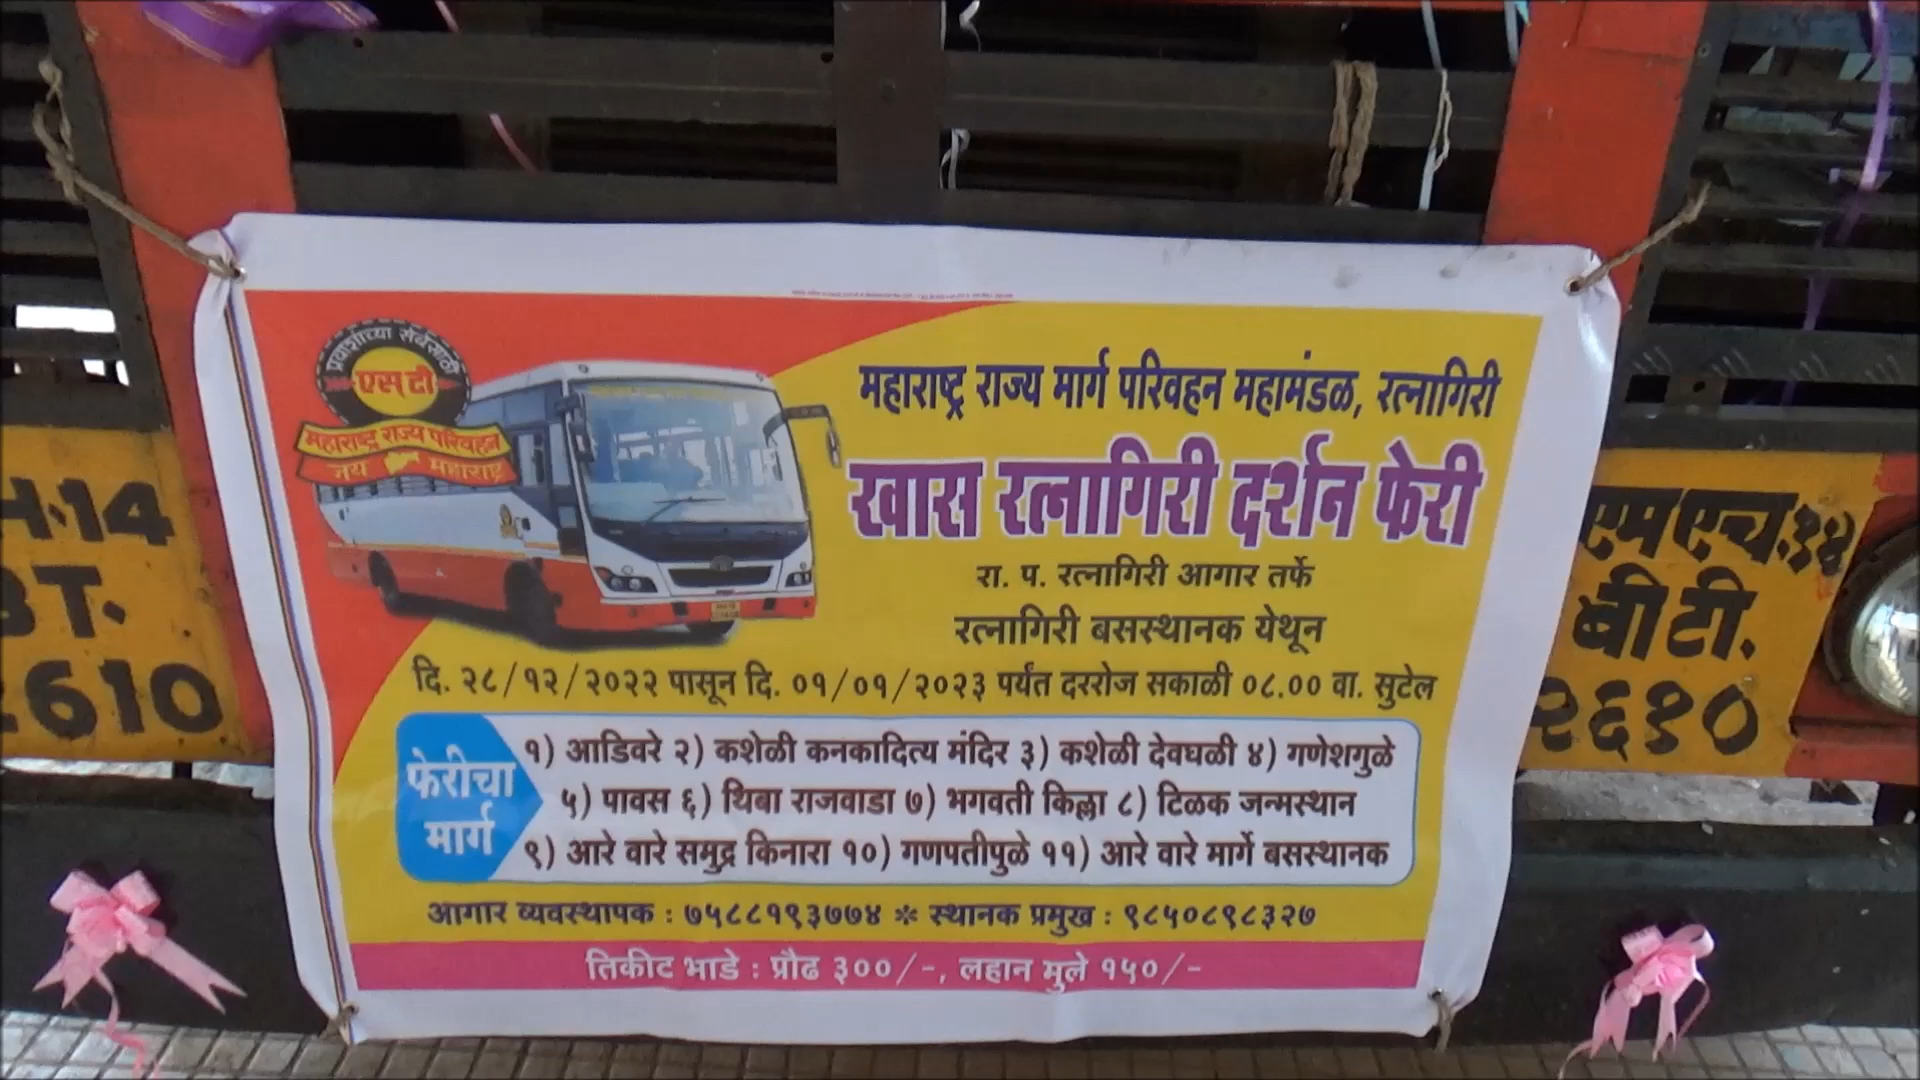 प्रवाशांच्या सेवेसाठी
एस टी
महाराष्ट्र राज्य परिवहन
जय महाराष्ट्र
महाराष्ट्र राज्य मार्ग परिवहन महामंडळ, रत्नागिरी
खास रत्नागिरी दर्शन फेरी
रा. प. रत्नागिरी आगार तर्फे
रत्नागिरी बसस्थानक येथून
दि. २८/१२/२०२२ पासून दि. ०१/०१/२०२३ पर्यंत दररोज सकाळी ०८.०० वा. सुटेल
फेरीचा
मार्ग
१) आडिवरे २) कशेळी कनकादित्य मंदिर ३) कशेळी देवघळी ४) गणेशगुळे
५) पावस ६) थिबा राजवाडा ७) भगवती किल्ला ८) टिळक जन्मस्थान
९) आरे वारे समुद्र किनारा १०) गणपतीपुळे ११) आरे वारे मार्गे बसस्थानक
आगार व्यवस्थापक : ७५८८१९३७७४ * स्थानक प्रमुख : ९८५०८९८३२७
तिकीट भाडे : प्रौढ ३००/-, लहान मुले १५०/-
H.14
BT.
2610
एमएच.१४
बी टी.
२६१०